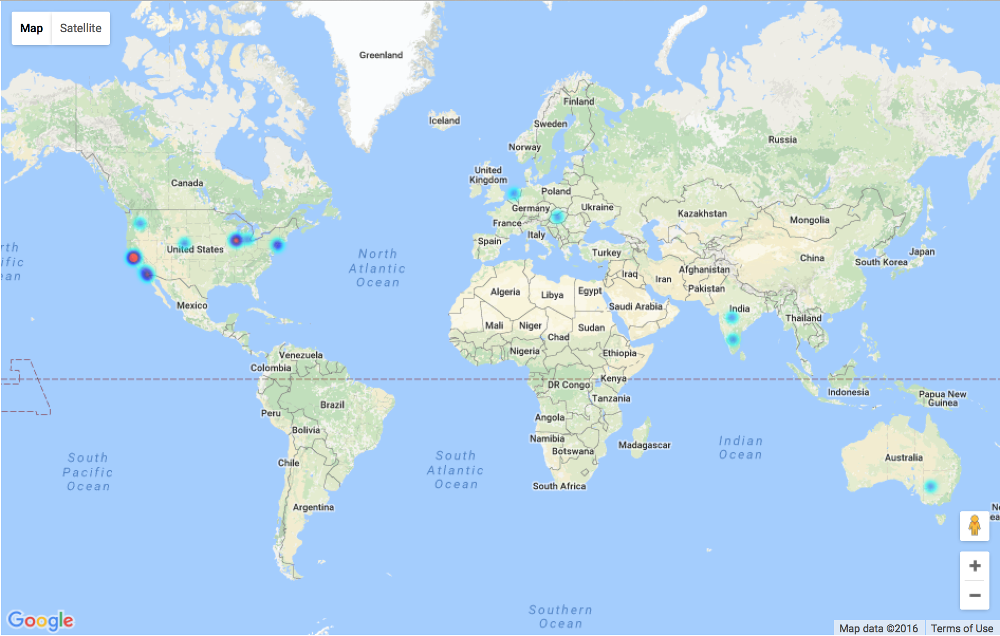 Map
Satellite
Greenland
Iceland
Finland
Sweden
Norway
Russia
United
Kingdom
Poland
Canada
Germany
Ukraine
Kazakhstan
Mongolia
France
Italy
Spain
United States
Turkey
China
Japan
South Korea
rth
ific
ean
North
Atlantic
Ocean
Iraq
Iran
Afghanistan
Pakistan
Algeria
Libya
Egypt
Saudi Arabia
India
Mexico
Thailand
Mali
Niger
Sudan
Chad
Nigeria
Ethiopia
Venezuela
Colombia
DR Congo
Kenya
Tanzania
Indonesia
Papua New
Guinea
Brazil
Peru
Bolivia
Angola
Namibia
Botswana
Madagascar
Indian
Ocean
South
Pacific
Ocean
Chile
South
Atlantic
Ocean
Australia
South Africa
Argentina
Ne
ea
Southern
Ocean
Google
Map data ©2016
Terms of Use